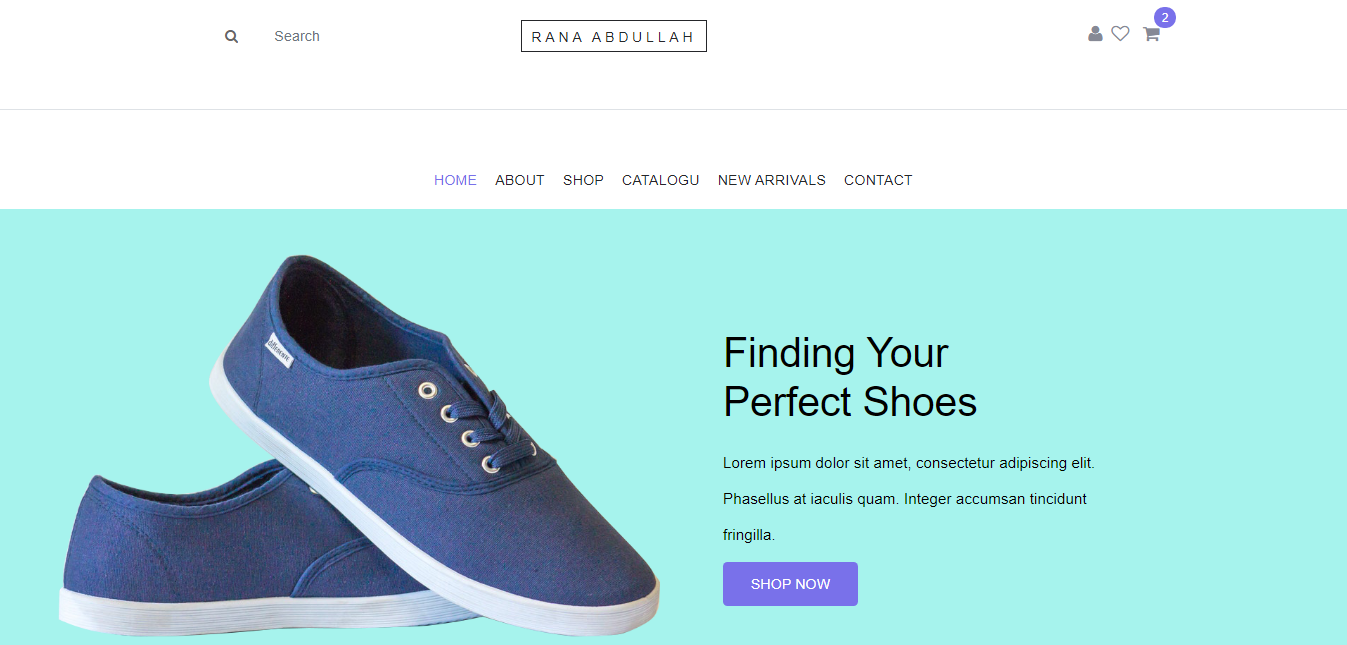 Search
RANA ABDULLAH
2
HOME ABOUT SHOP CATALOGU NEW ARRIVALS CONTACT
Finding Your
Perfect Shoes
Lorem ipsum dolor sit amet, consectetur adipiscing elit.
Phasellus at iaculis quam. Integer accumsan tincidunt
fringilla.
SHOP NOW